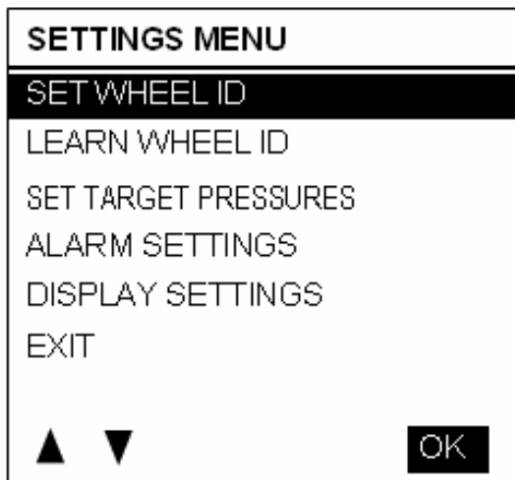 SETTINGS MENU
SET WHEEL ID
LEARN WHEEL ID
SET TARGET PRESSURES
ALARM SETTINGS
DISPLAY SETTINGS
EXIT
▲ ▼ OK